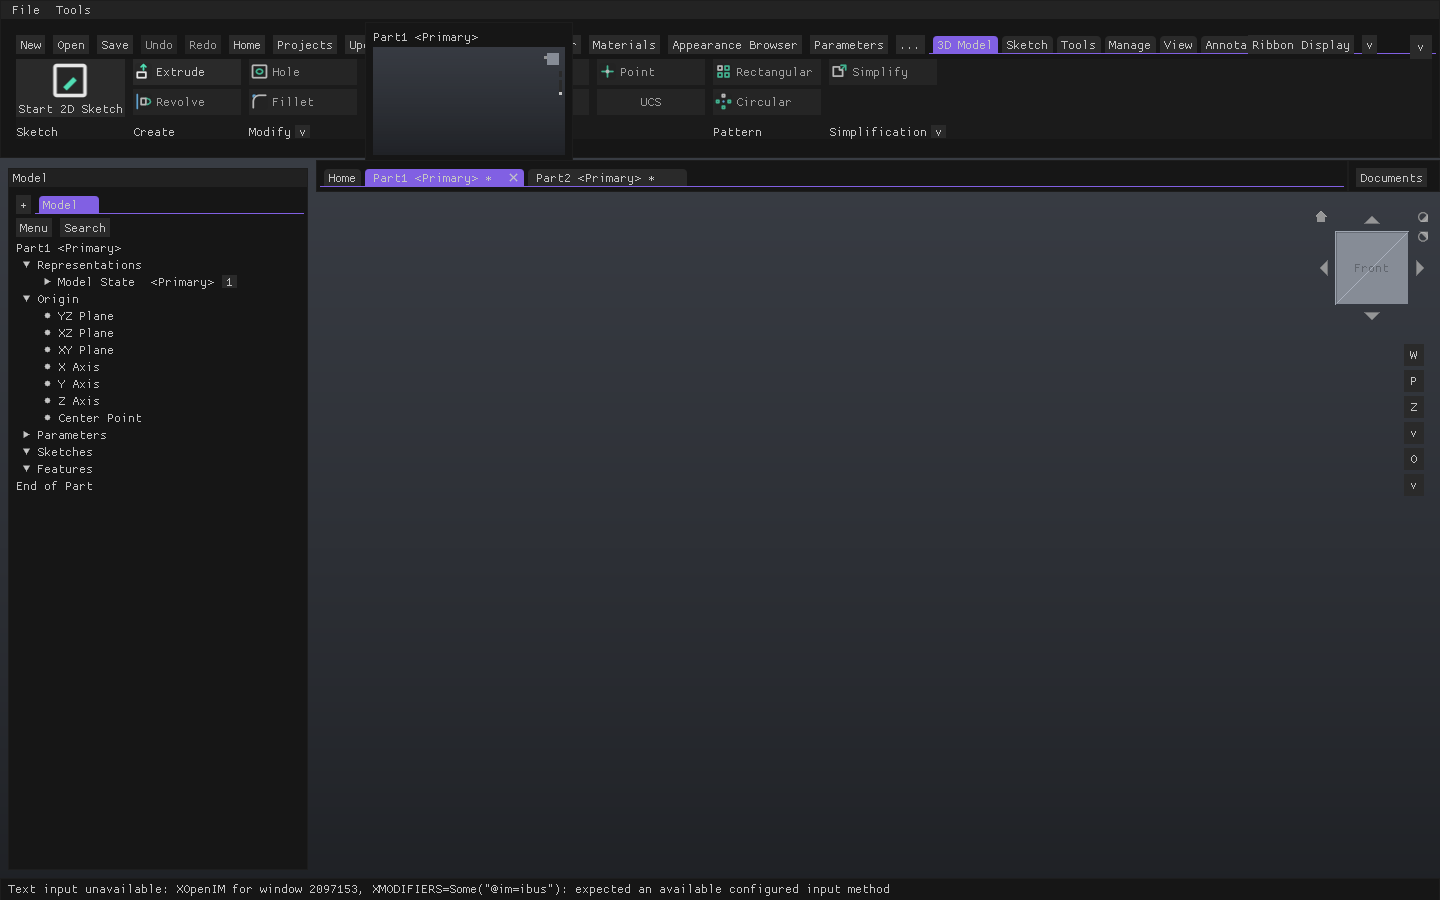 File Tools
Part1 <Primary>
New Open Save Undo Redo Home Projects Materials Appearance Browser Parameters ... 3D Model Sketch Tools Manage View Annota Ribbon Display v v
Extrude Hole Point Rectangular Simplify
Start 2D Sketch Revolve Fillet UCS Circular
Sketch Create Modify v Pattern Simplification v
Model
Home Part1 <Primary> * Part2 <Primary> * Documents
+ Model
Menu Search
Part1 <Primary>
Representations
Model State <Primary> 1
Origin
YZ Plane
XZ Plane
XY Plane
X Axis
Y Axis
Z Axis
Center Point
Parameters
Sketches
Features
End of Part
Front
W
P
Z
v
O
v
Text input unavailable: XOpenIM for window 2097153, XMODIFIERS=Some("@im=ibus"): expected an available configured input method